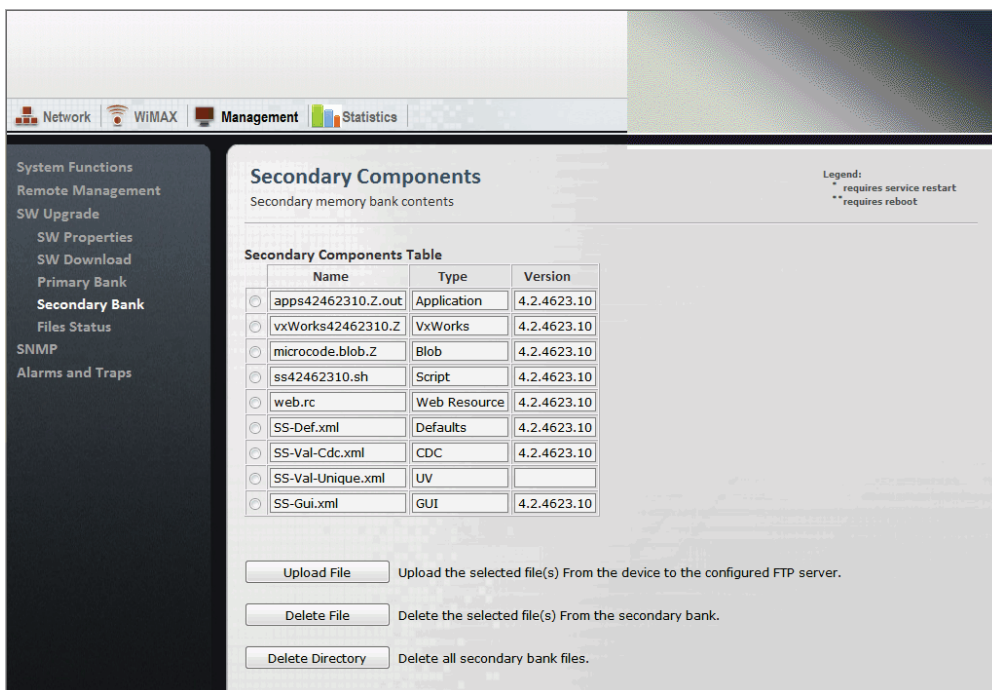 Network WiMAX Management Statistics
System Functions
Remote Management
SW Upgrade
SW Properties
SW Download
Primary Bank
Secondary Bank
Files Status
SNMP
Alarms and Traps
Secondary Components
Secondary memory bank contents
Legend:
* requires service restart
** requires reboot
Secondary Components Table
Name Type Version
apps42462310.Z.out Application 4.2.4623.10
vxWorks42462310.Z VxWorks 4.2.4623.10
microcode.blob.Z Blob 4.2.4623.10
ss42462310.sh Script 4.2.4623.10
web.rc Web Resource 4.2.4623.10
SS-Def.xml Defaults 4.2.4623.10
SS-Val-Cdc.xml CDC 4.2.4623.10
SS-Val-Unique.xml UV
SS-Gui.xml GUI 4.2.4623.10
Upload File Upload the selected file(s) From the device to the configured FTP server.
Delete File Delete the selected file(s) From the secondary bank.
Delete Directory Delete all secondary bank files.